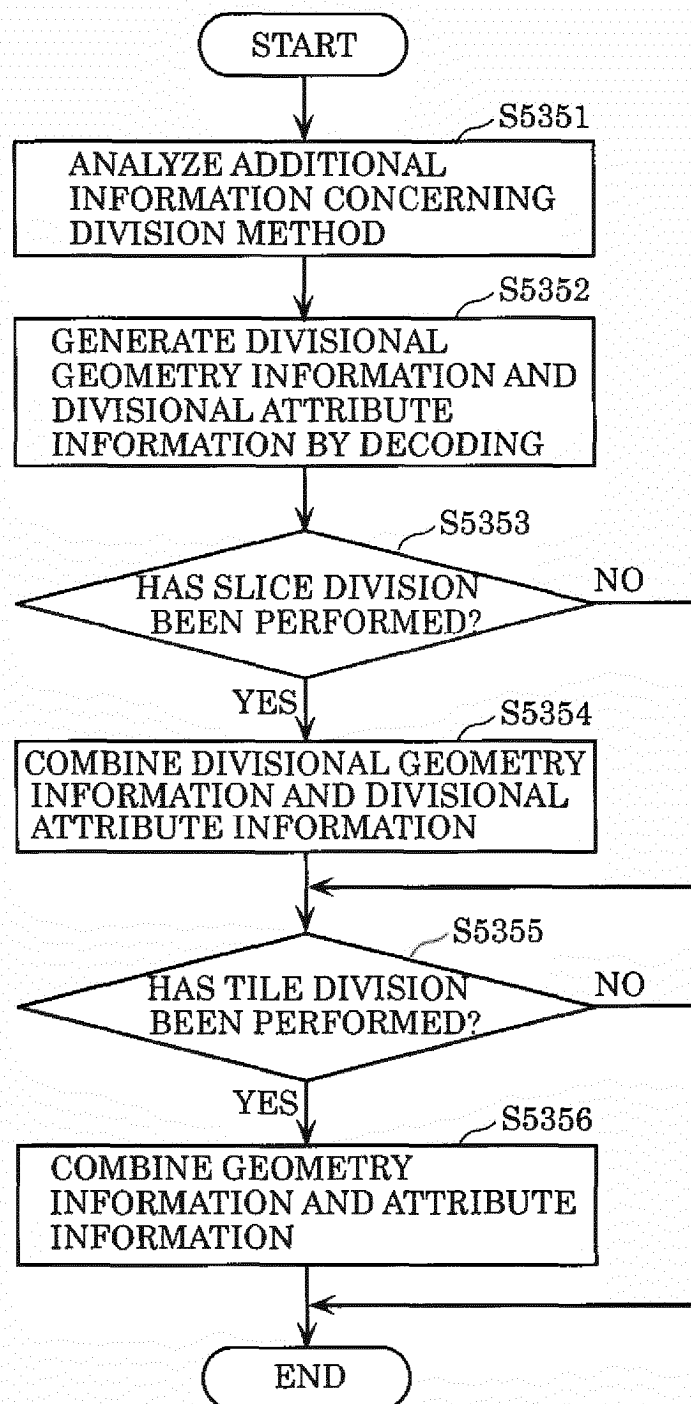 START
S5351
ANALYZE ADDITIONAL
INFORMATION CONCERNING
DIVISION METHOD
S5352
GENERATE DIVISIONAL
GEOMETRY INFORMATION AND
DIVISIONAL ATTRIBUTE
INFORMATION BY DECODING
S5353
HAS SLICE DIVISION
BEEN PERFORMED?
NO
YES
S5354
COMBINE DIVISIONAL GEOMETRY
INFORMATION AND DIVISIONAL
ATTRIBUTE INFORMATION
S5355
HAS TILE DIVISION
BEEN PERFORMED?
NO
YES
S5356
COMBINE GEOMETRY
INFORMATION AND ATTRIBUTE
INFORMATION
END